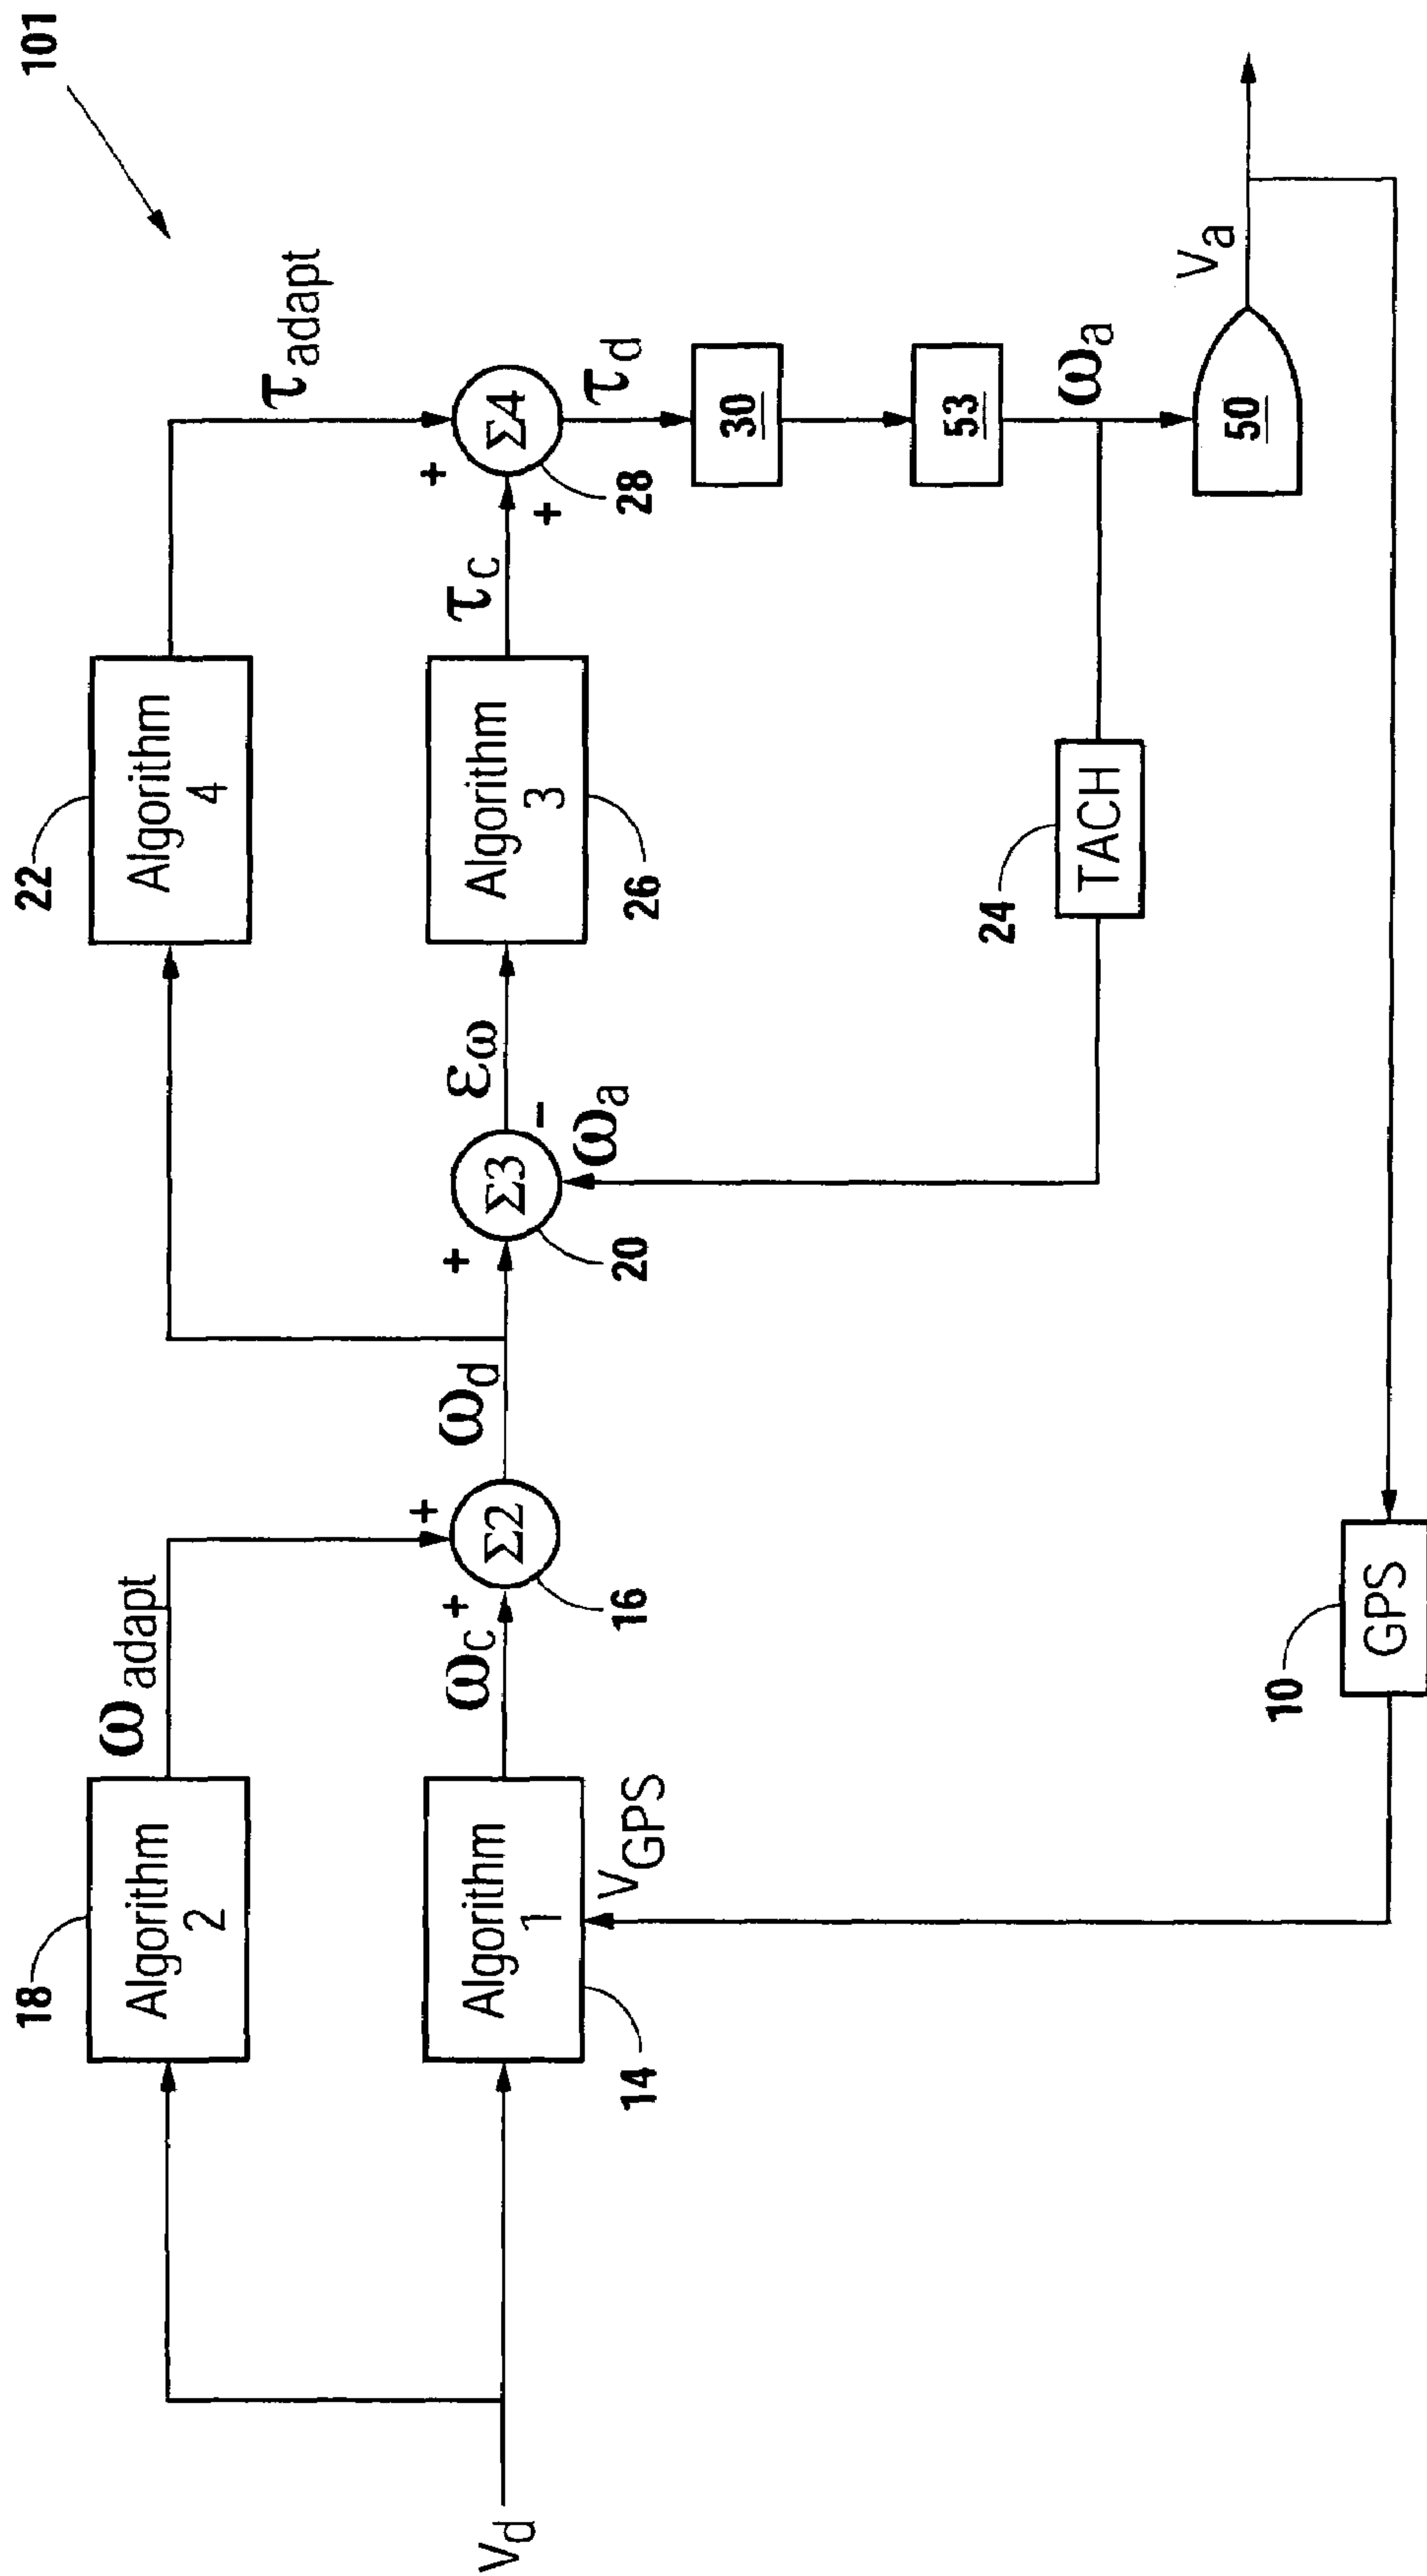 101
22
Algorithm
4
τadapt
18
Algorithm
2
ωadapt
+
Vd
Algorithm
1
14
VGPS
ωc
+
Σ2
16
ωd
+
Σ3
20
-
ωa
εω
Algorithm
3
26
τc
+
+
Σ4
28
τd
30
53
ωa
24
TACH
50
Va
10
GPS